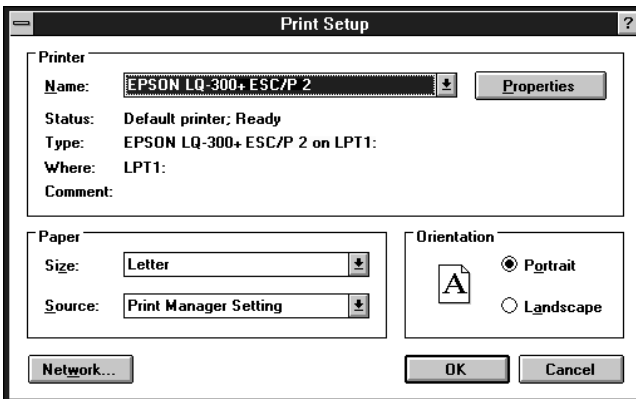 Print Setup
?
Printer
Name: EPSON LQ-300+ ESC/P 2
Properties
Status: Default printer; Ready
Type: EPSON LQ-300+ ESC/P 2 on LPT1:
Where: LPT1:
Comment:
Paper
Size: Letter
Source: Print Manager Setting
Orientation
A
Portrait
Landscape
Network...
OK
Cancel